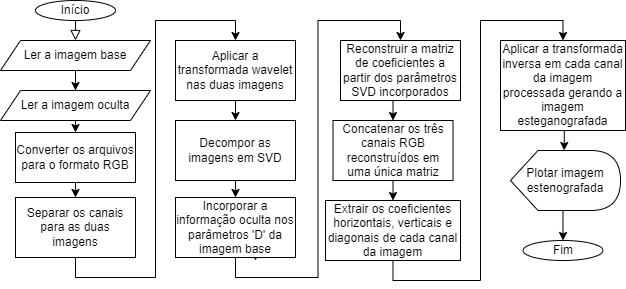 Início
Ler a imagem base
Ler a imagem oculta
Converter os arquivos
para o formato RGB
Separar os canais
para as duas
imagens
Aplicar a
transformada wavelet
nas duas imagens
Decompor as
imagens em SVD
Incorporar a
informação oculta nos
parâmetros 'D' da
imagem base
Reconstruir a matriz
de coeficientes a
partir dos parâmetros
SVD incorporados
Concatenar os três
canais RGB
reconstruídos em
uma única matriz
Extrair os coeficientes
horizontais, verticais e
diagonais de cada canal
da imagem
Aplicar a transformada
inversa em cada canal
da imagem
processada gerando a
imagem
esteganografada
Plotar imagem
estenografada
Fim